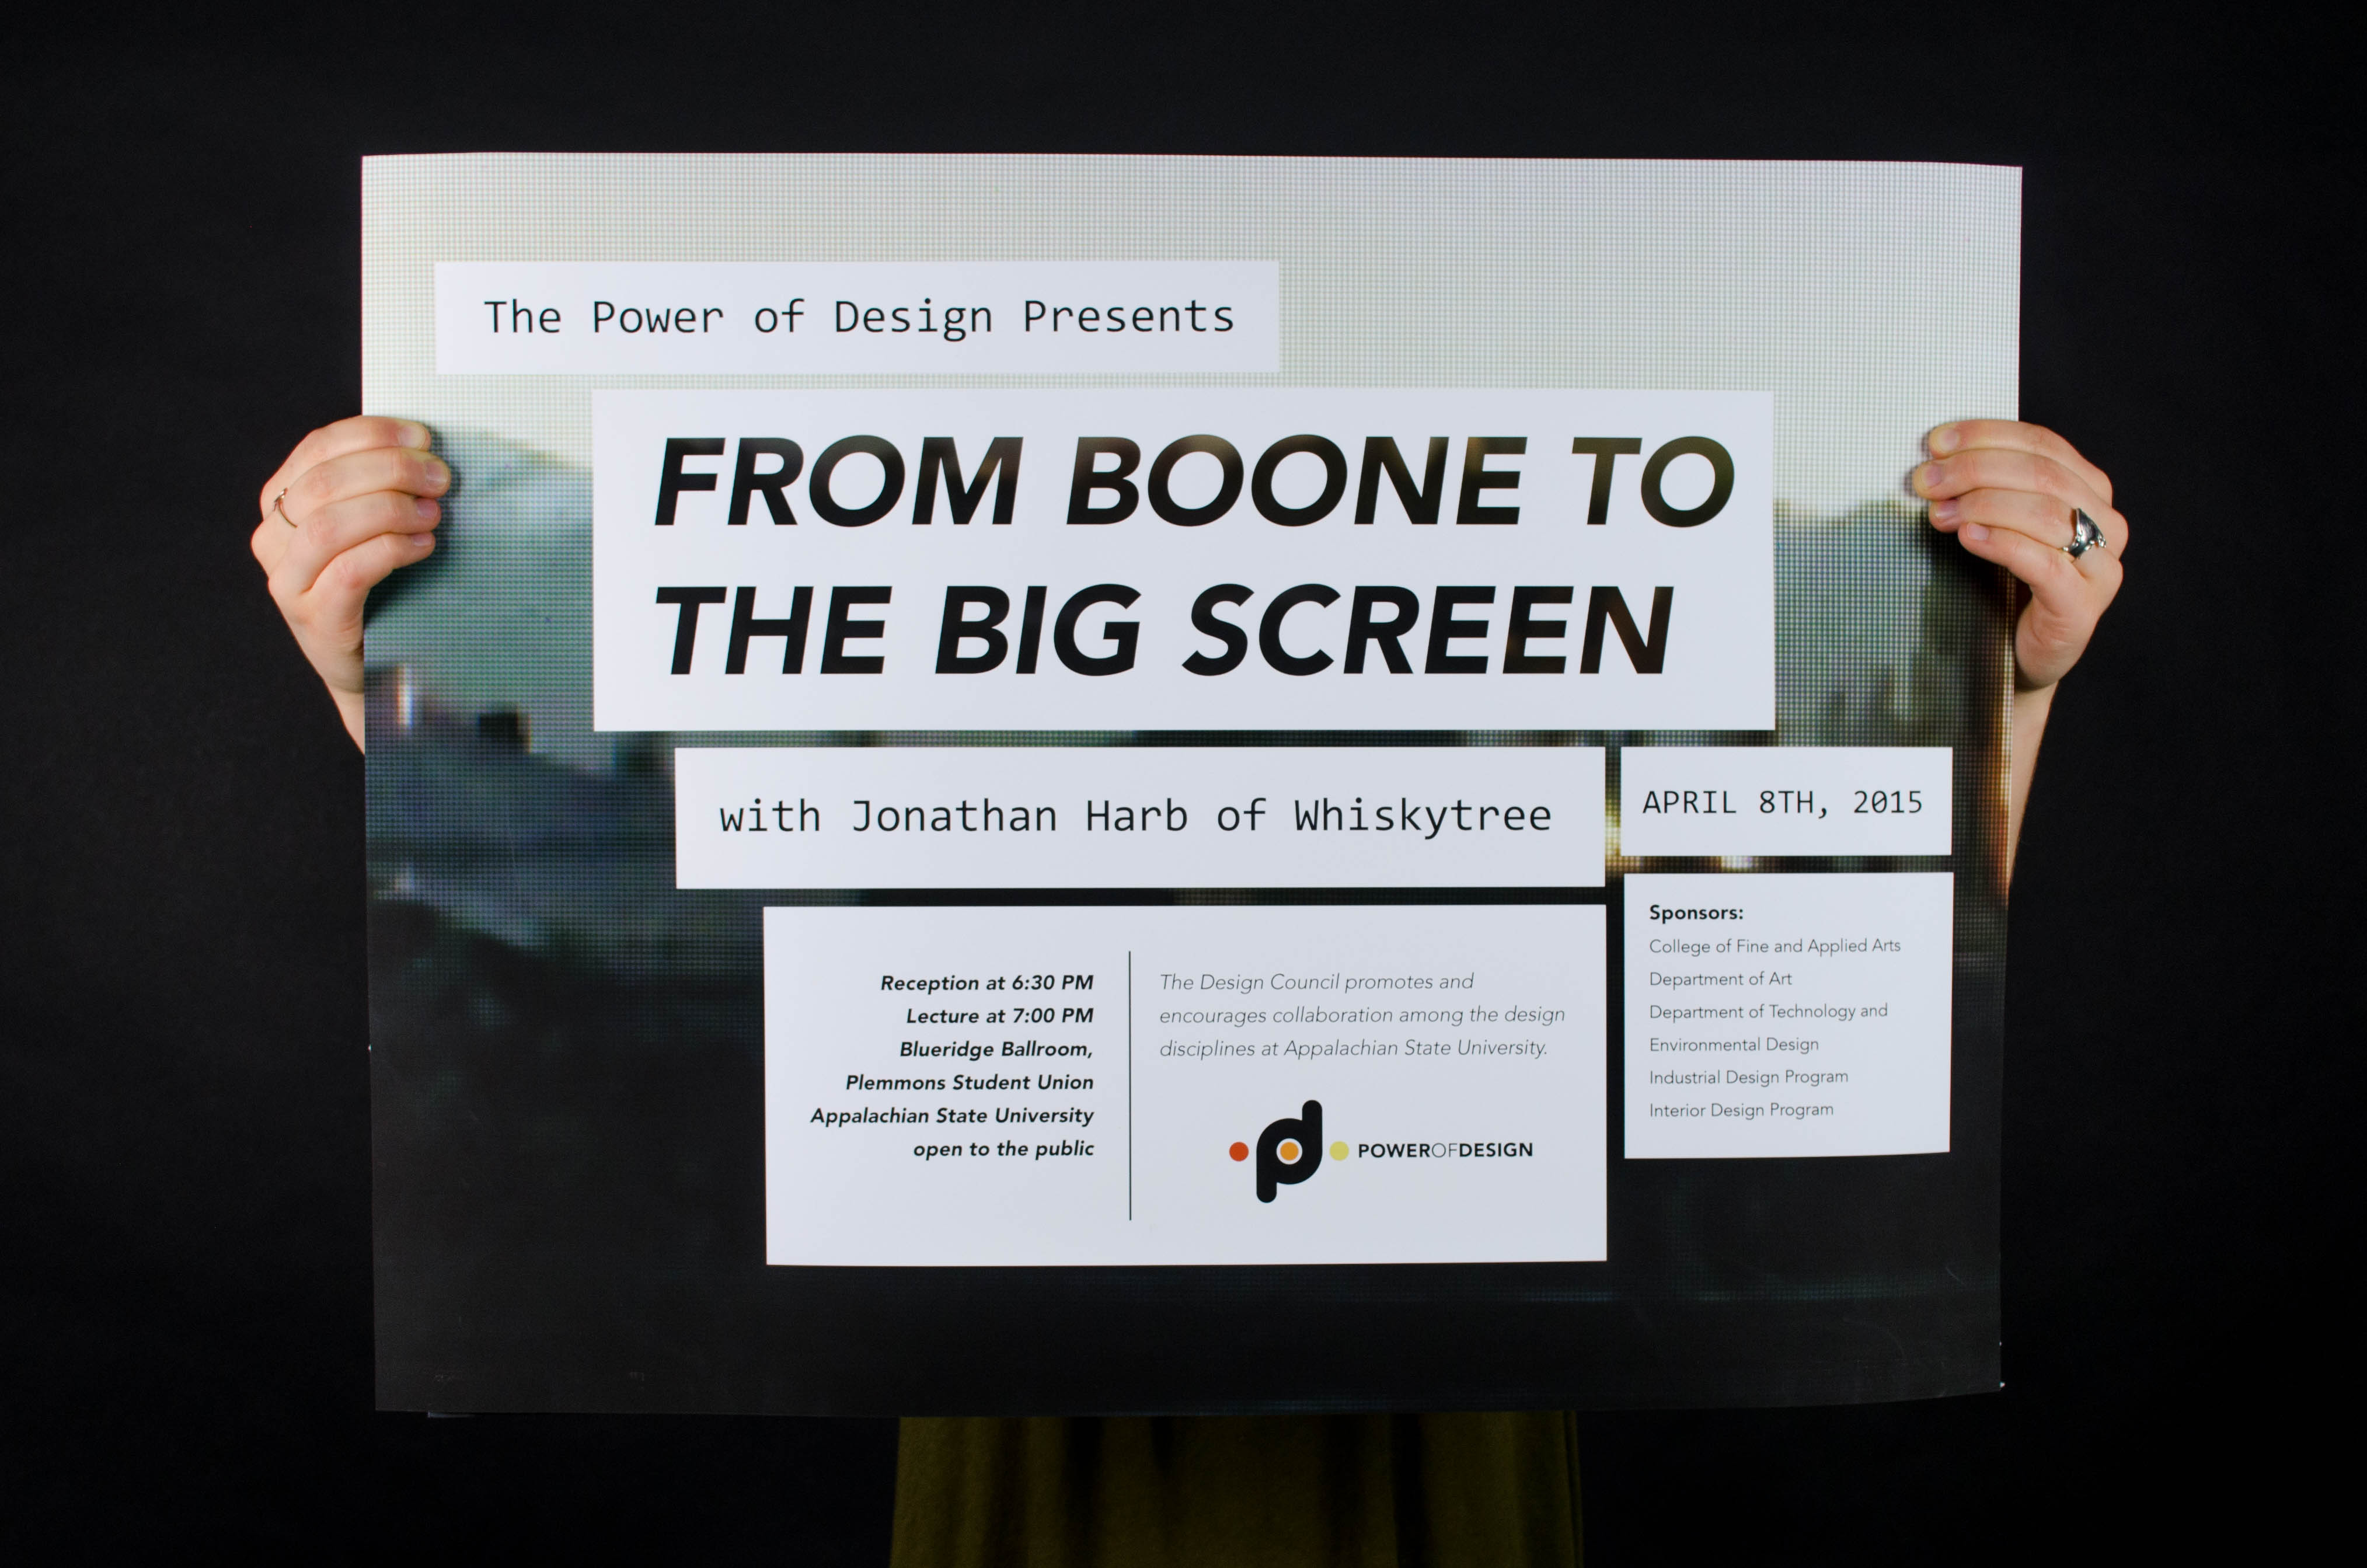 The Power of Design Presents
FROM BOONE TO
THE BIG SCREEN
with Jonathan Harb of Whiskytree
APRIL 8TH, 2015
Reception at 6:30 PM
Lecture at 7:00 PM
Blueridge Ballroom,
Plemmons Student Union
Appalachian State University
open to the public
The Design Council promotes and
encourages collaboration among the design
disciplines at Appalachian State University.
POWEROFDESIGN
Sponsors:
College of Fine and Applied Arts
Department of Art
Department of Technology and
Environmental Design
Industrial Design Program
Interior Design Program